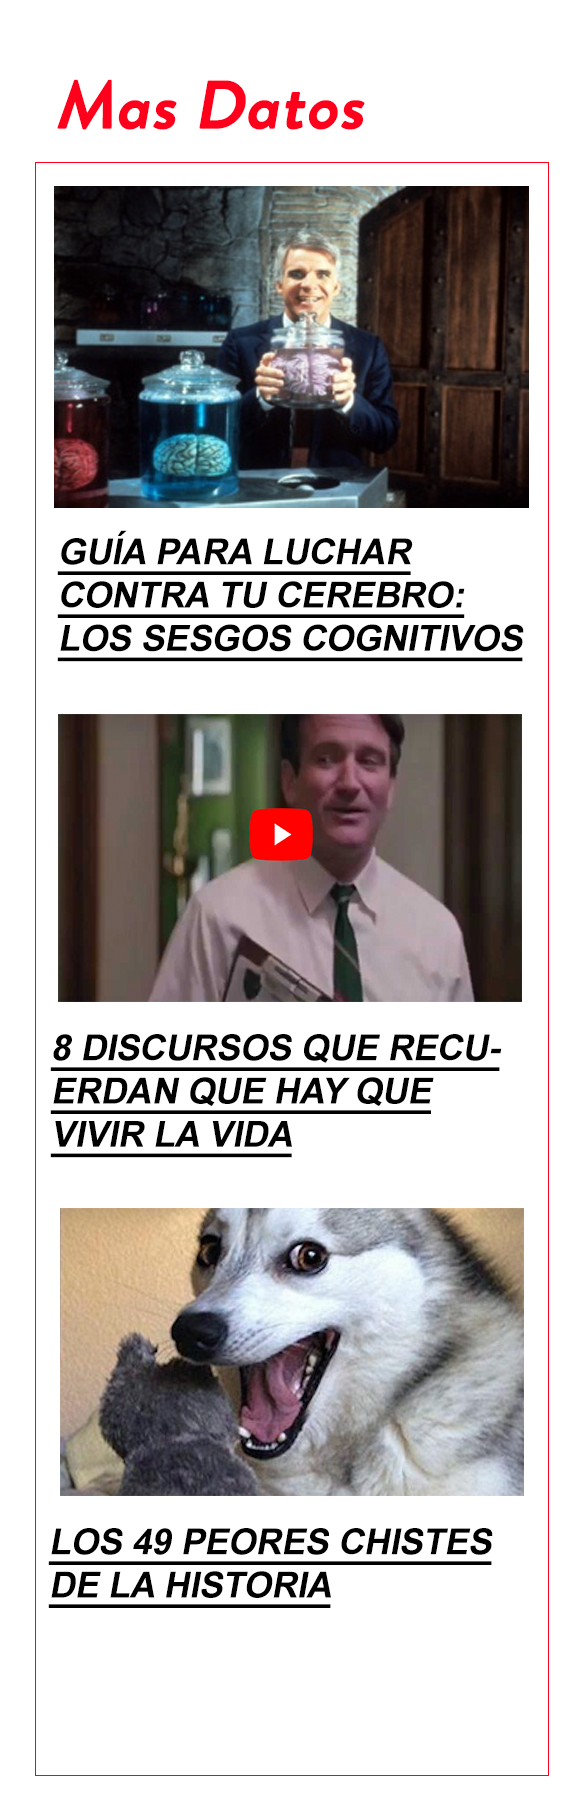 Mas Datos
GUÍA PARA LUCHAR
CONTRA TU CEREBRO:
LOS SESGOS COGNITIVOS
8 DISCURSOS QUE RECU-
ERDAN QUE HAY QUE
VIVIR LA VIDA
LOS 49 PEORES CHISTES
DE LA HISTORIA